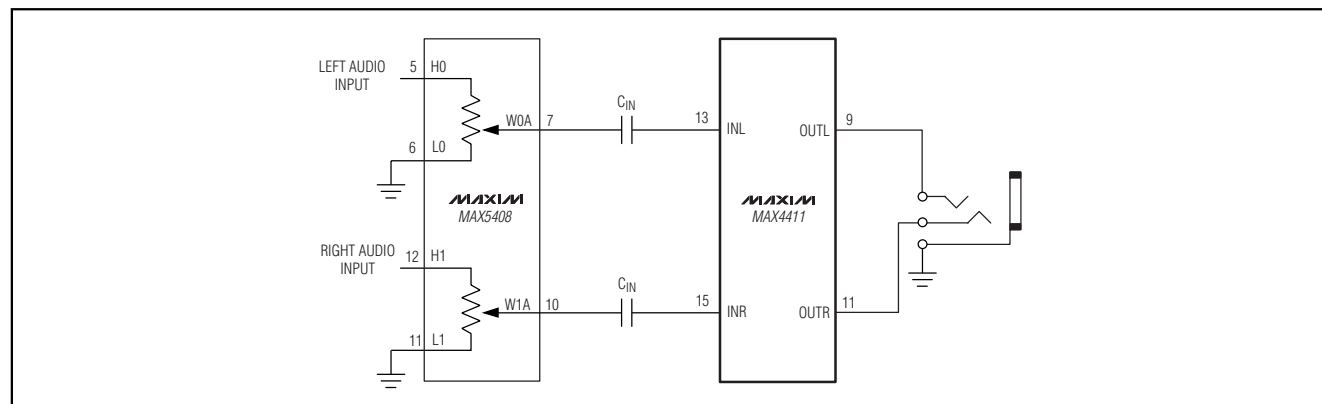 LEFT AUDIO
INPUT
5
H0
W0A
7
CIN
13
INL
OUTL
9
6
L0
MAXIM
MAX5408
MAXIM
MAX4411
RIGHT AUDIO
INPUT
12
H1
W1A
10
CIN
15
INR
OUTR
11
11
L1